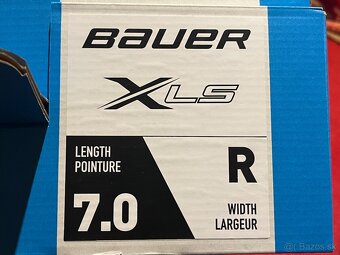 BAUER
XLS
LENGTH
POINTURE
7.0
R
WIDTH
LARGEUR
Bazos.sk